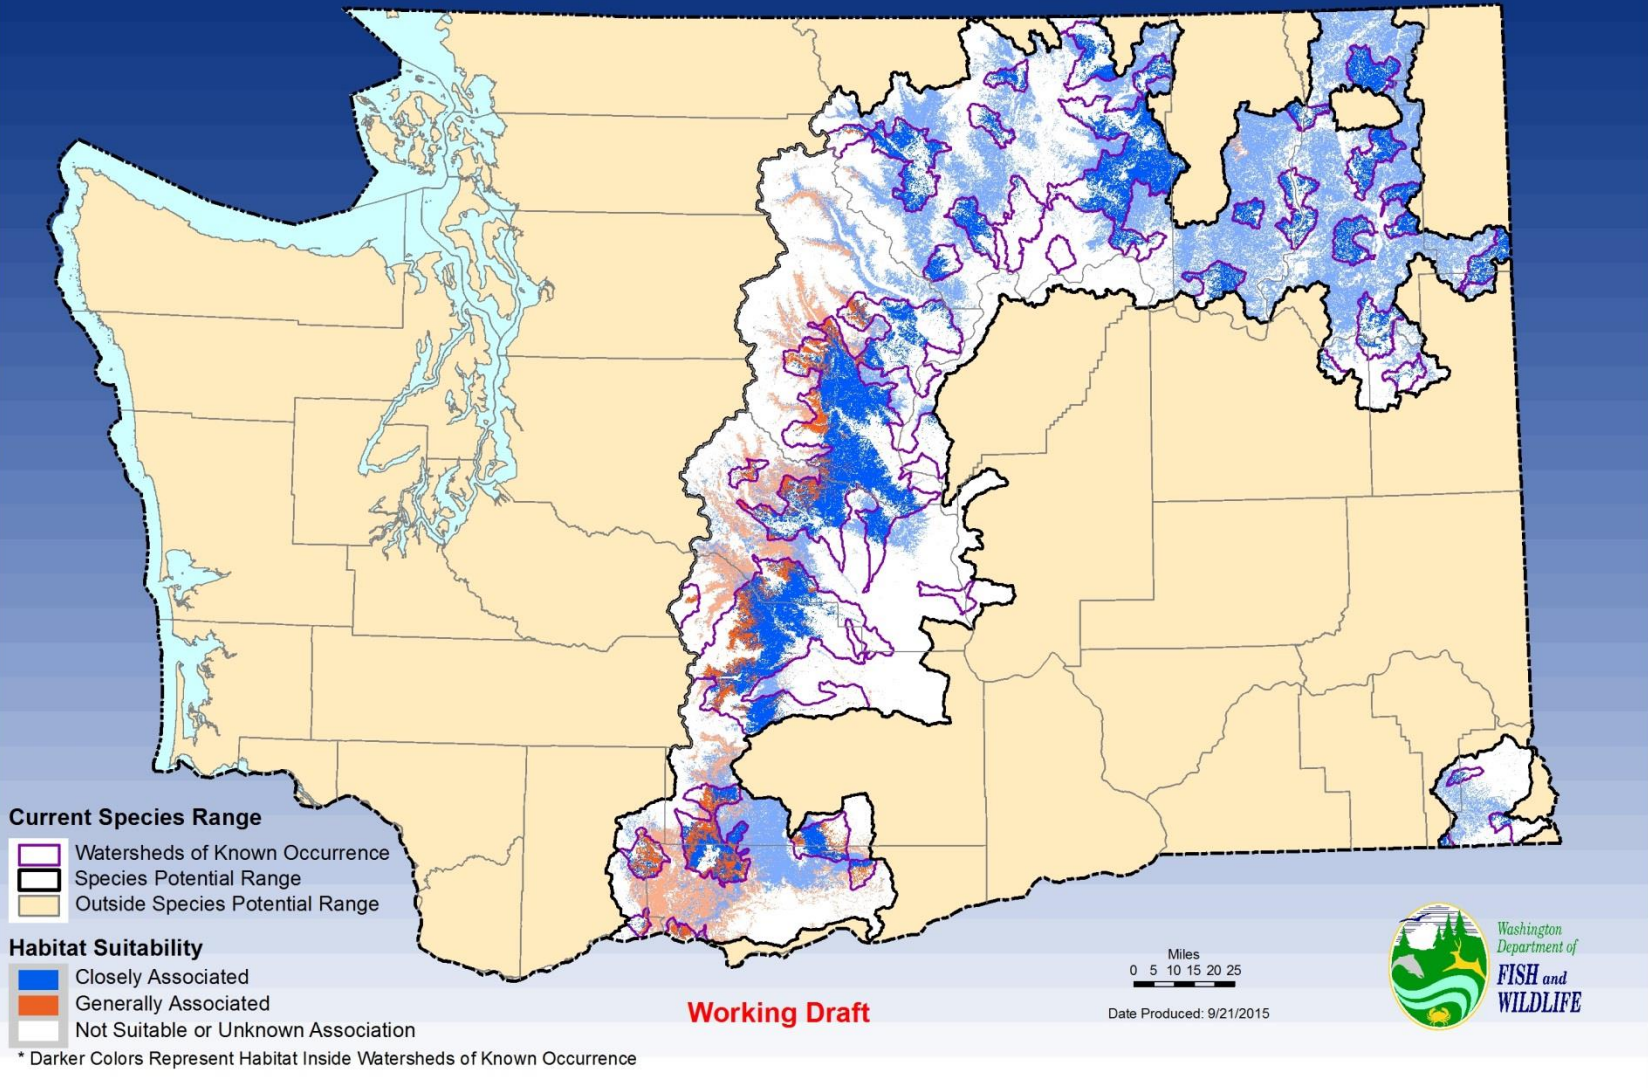 Current Species Range
Watersheds of Known Occurrence
Species Potential Range
Outside Species Potential Range
Habitat Suitability
Closely Associated
Generally Associated
Not Suitable or Unknown Association
* Darker Colors Represent Habitat Inside Watersheds of Known Occurrence
Working Draft
Miles
0 5 10 15 20 25
Date Produced: 9/21/2015
Washington
Department of
FISH and
WILDLIFE